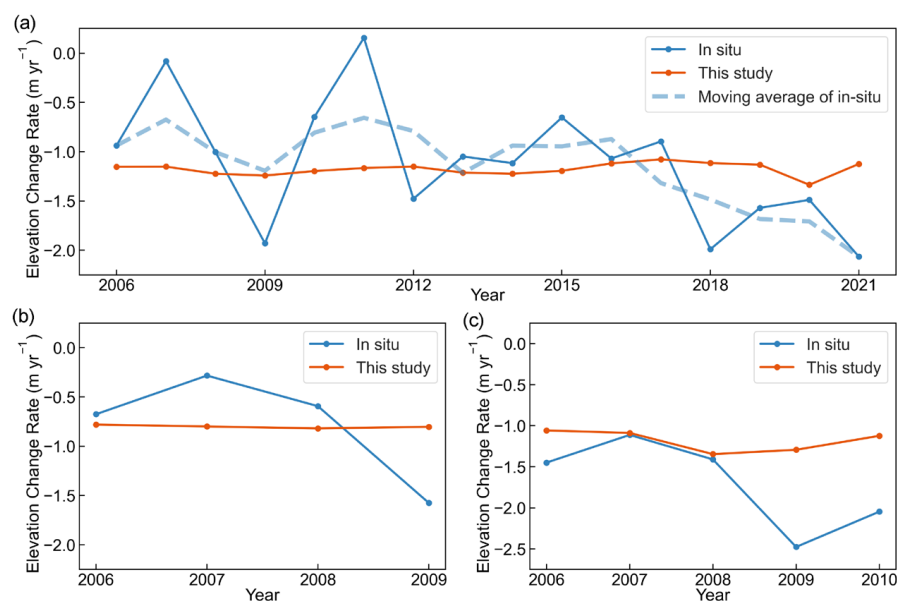 (a)
Elevation Change Rate (m yr⁻¹)
0.0
−0.5
−1.0
−1.5
−2.0
In situ
This study
Moving average of in-situ
2006 2009 2012 2015 2018 2021
Year
(b)
Elevation Change Rate (m yr⁻¹)
0.0
−0.5
−1.0
−1.5
−2.0
In situ
This study
2006 2007 2008 2009
Year
(c)
Elevation Change Rate (m yr⁻¹)
0.0
−0.5
−1.0
−1.5
−2.0
−2.5
In situ
This study
2006 2007 2008 2009 2010
Year